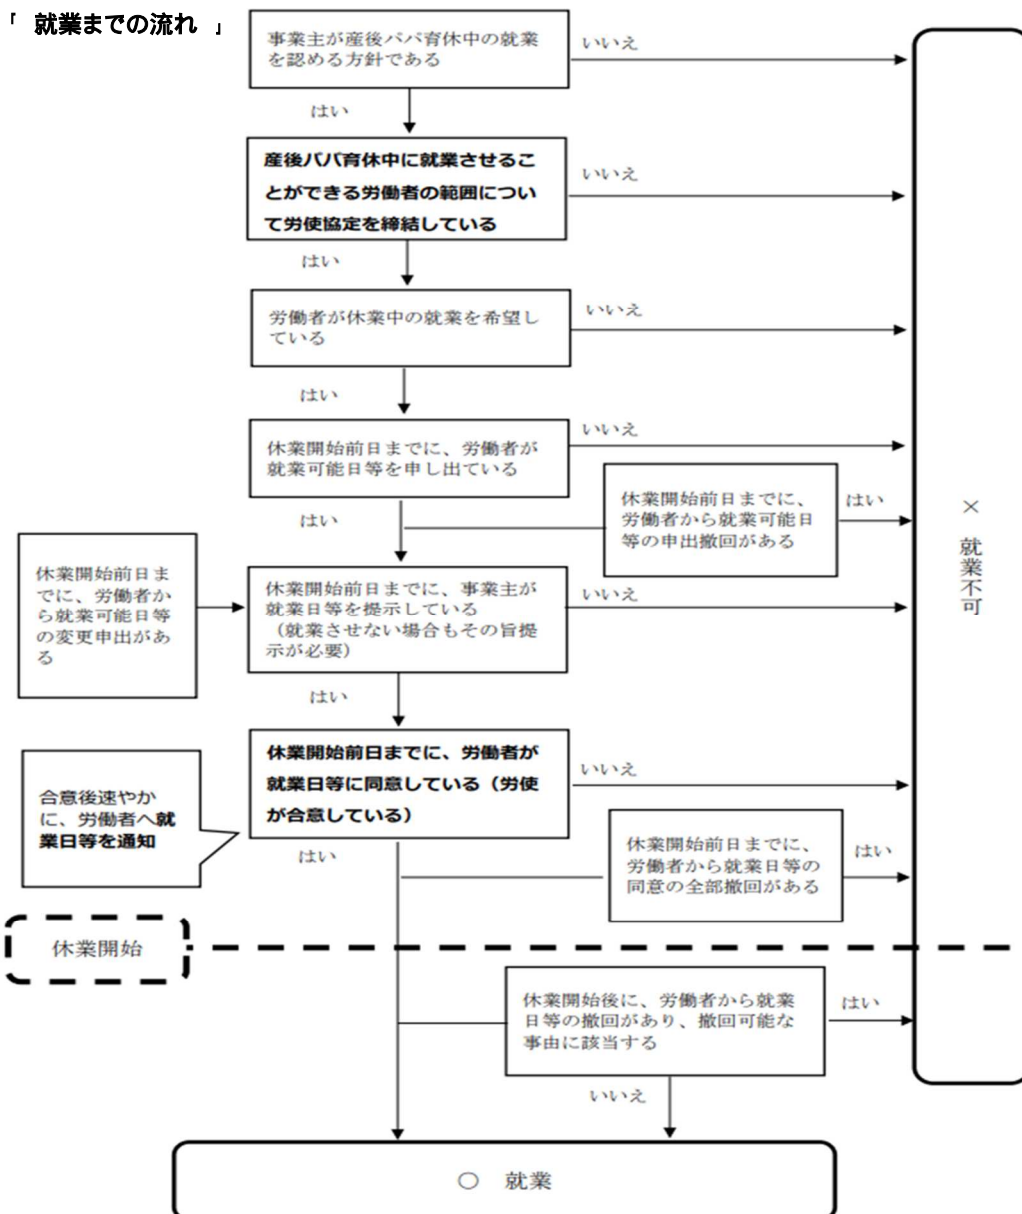 「 就業までの流れ 」
事業主が産後パパ育休中の就業
を認める方針である
いいえ
はい
産後パパ育休中に就業させるこ
とができる労働者の範囲につい
て労使協定を締結している
いいえ
はい
労働者が休業中の就業を希望し
ている
いいえ
はい
休業開始前日までに、労働者が
就業可能日等を申し出ている
いいえ
はい
休業開始前日までに、
労働者から就業可能日
等の申出撤回がある
はい
休業開始前日ま
でに、労働者か
ら就業可能日等
の変更申出があ
る
休業開始前日までに、事業主が
就業日等を提示している
（就業させない場合もその旨提
示が必要）
いいえ
はい
休業開始前日までに、労働者が
就業日等に同意している（労使
が合意している）
いいえ
はい
合意後速やか
に、労働者へ就
業日等を通知
休業開始前日までに、
労働者から就業日等の
同意の全部撤回がある
はい
休業開始
休業開始後に、労働者から就業
日等の撤回があり、撤回可能な
事由に該当する
はい
いいえ
× 就業不可
○ 就業